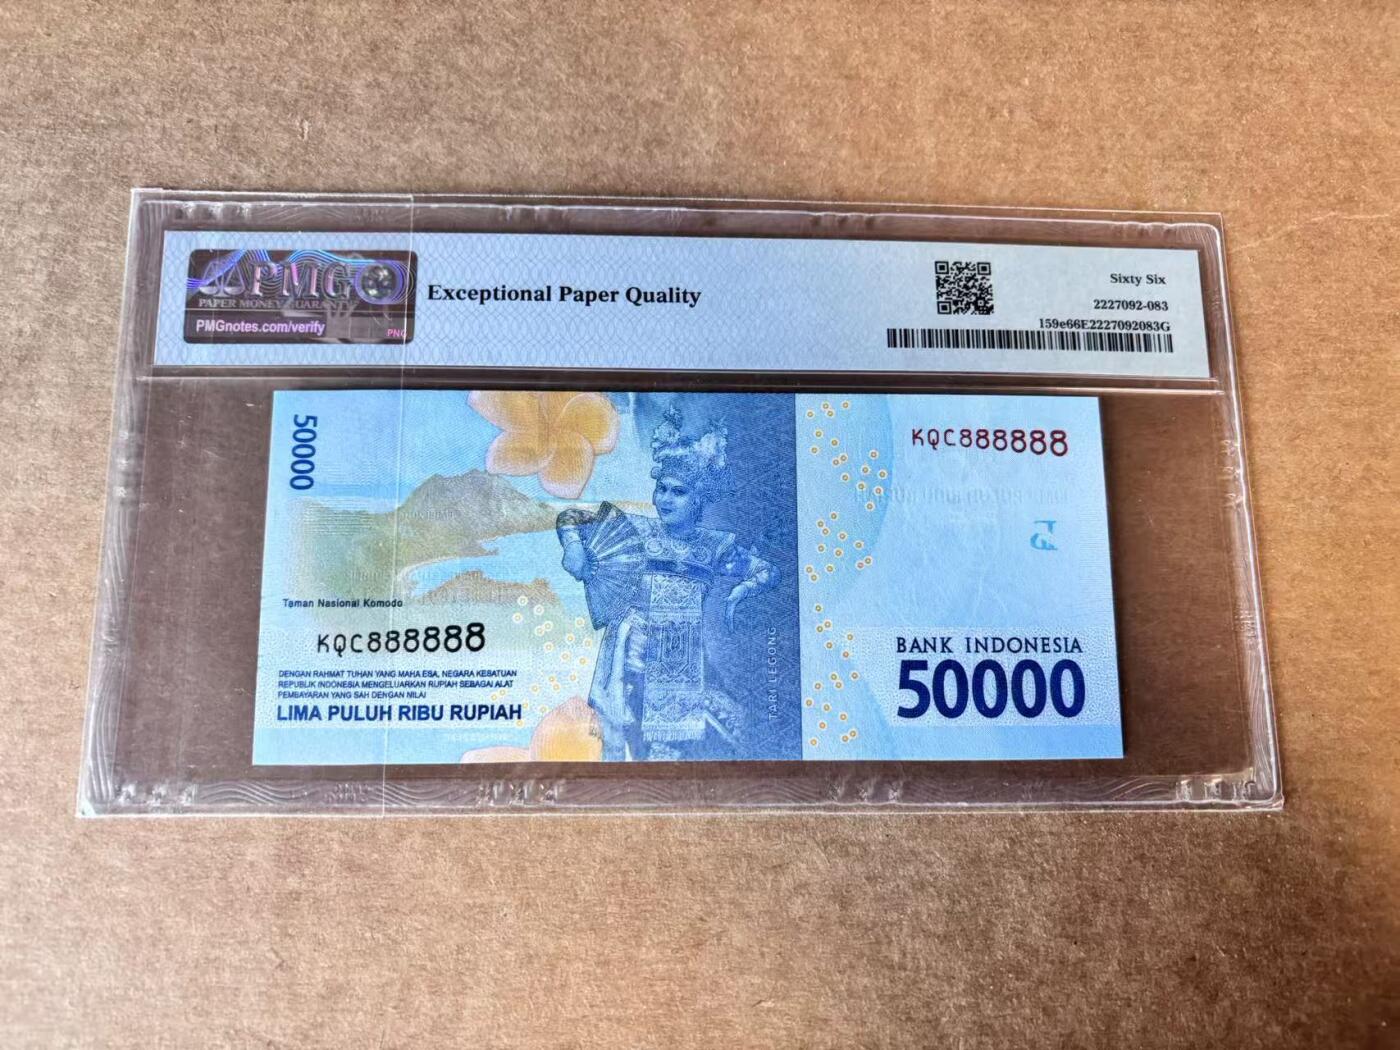 PMG
PAPER MONEY GUARANTY
PMGnotes.com/verify
PNG
Exceptional Paper Quality
Sixty Six
2227092-083
159e66E2227092083G
50000
KQC888888
Taman Nasional Komodo
KQC888888
DENGAN RAHMAT TUHAN YANG MAHA ESA, NEGARA KESATUAN
REPUBLIK INDONESIA MENGELUARKAN RUPIAH SEBAGAI ALAT
PEMBAYARAN YANG SAH DENGAN NILAI
LIMA PULUH RIBU RUPIAH
TARI LEGONG
BANK INDONESIA
50000